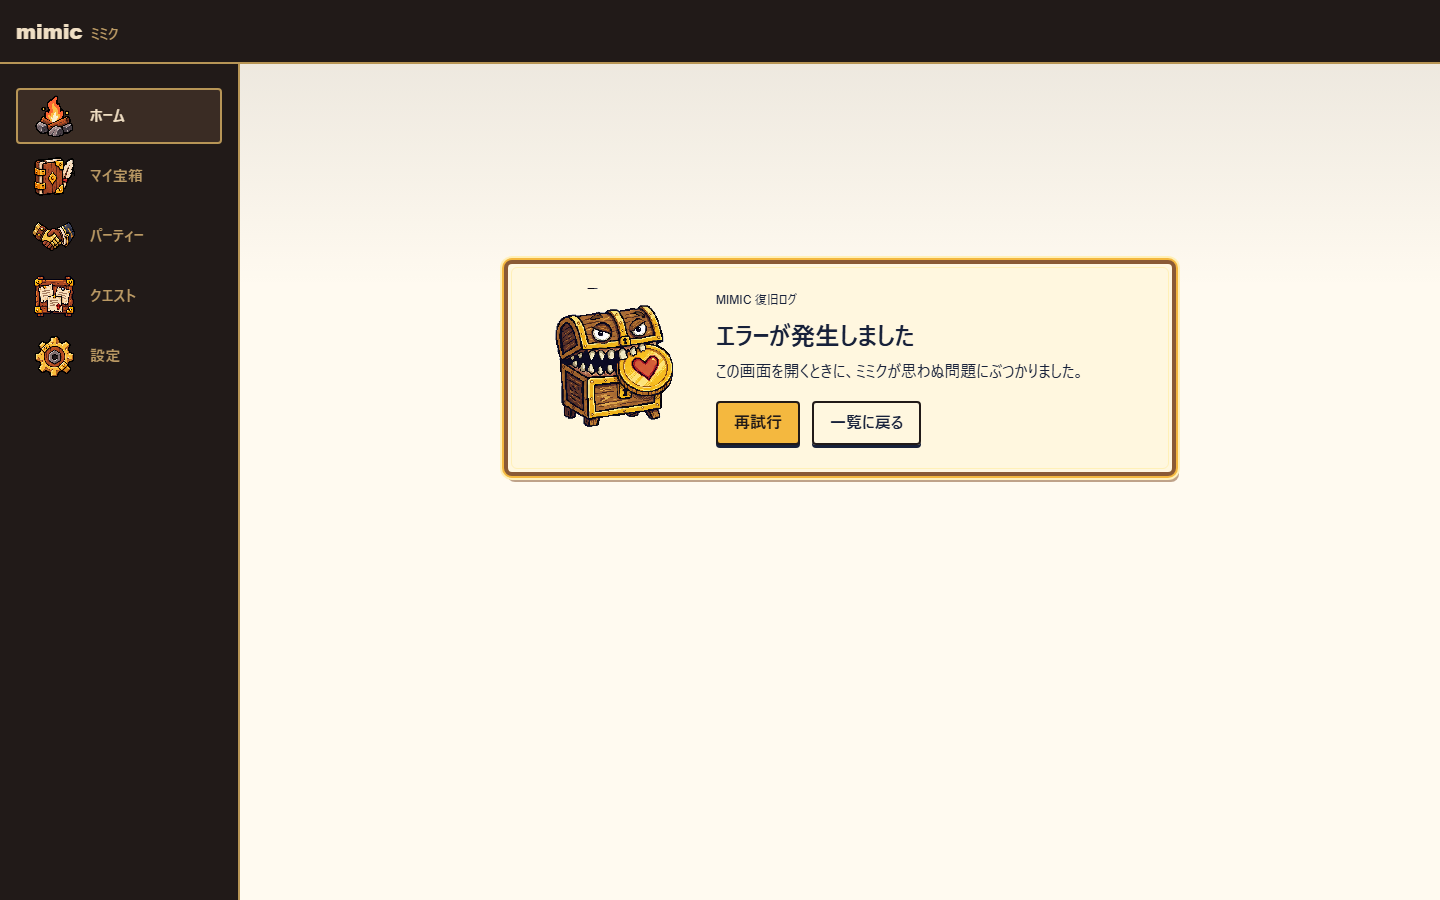 mimic ミミク
ホーム
マイ宝箱
パーティー
クエスト
設定
MIMIC 復旧ログ
エラーが発生しました
この画面を開くときに、ミミクが思わぬ問題にぶつかりました。
再試行
一覧に戻る